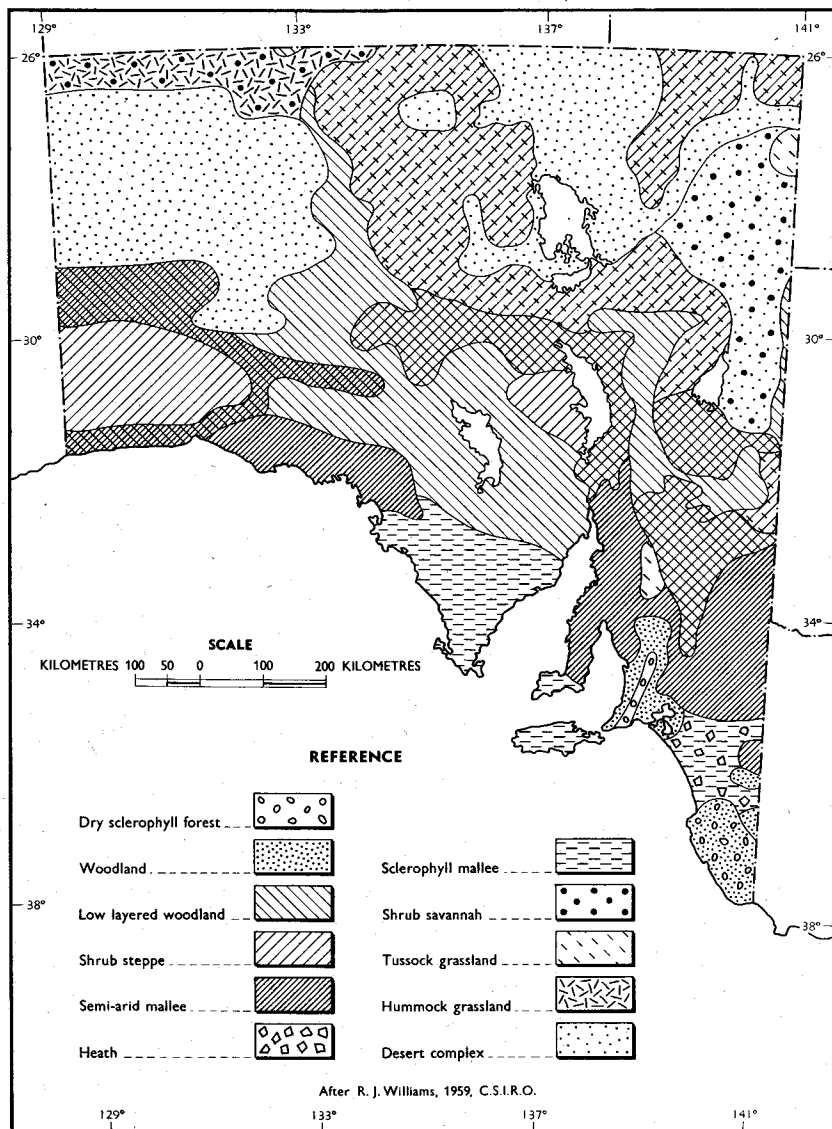 129° 133° 137° 141°
26° 26°
30° 30°
34° 34°
SCALE
KILOMETRES 100 50 0 100 200 KILOMETRES
REFERENCE
Dry sclerophyll forest
Woodland
Low layered woodland
Shrub steppe
Semi-arid mallee
Heath
Sclerophyll mallee
Shrub savannah
Tussock grassland
Hummock grassland
Desert complex
38° 38°
After R. J. Williams, 1959, C.S.I.R.O.
129° 133° 137° 141°